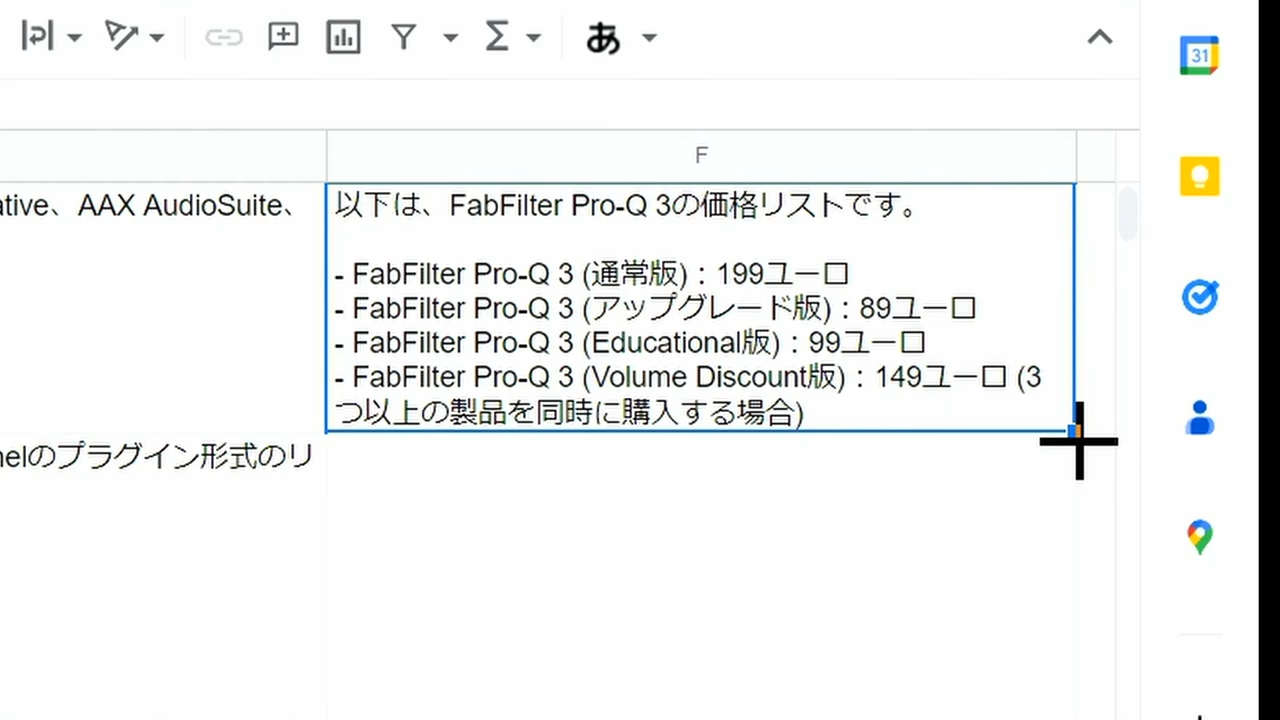 あ
31
F
ative、AAX AudioSuite、
以下は、FabFilter Pro-Q 3の価格リストです。
- FabFilter Pro-Q 3 (通常版)：199ユーロ
- FabFilter Pro-Q 3 (アップグレード版)：89ユーロ
- FabFilter Pro-Q 3 (Educational版)：99ユーロ
- FabFilter Pro-Q 3 (Volume Discount版)：149ユーロ (3
つ以上の製品を同時に購入する場合)
nelのプラグイン形式のリ